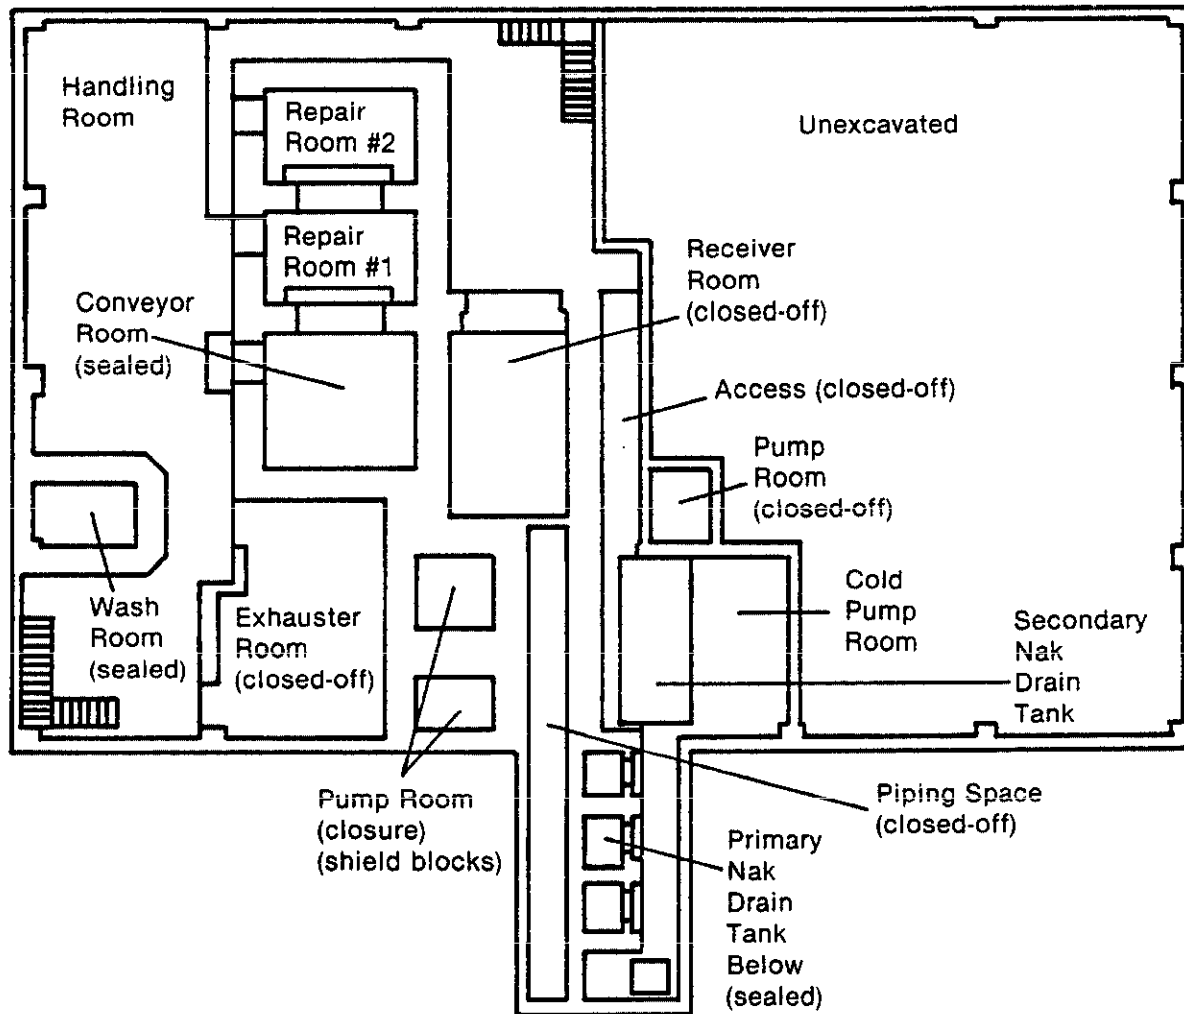 Handling
Room
Repair
Room #2
Unexcavated
Repair
Room #1
Receiver
Room
(closed-off)
Conveyor
Room
(sealed)
Access (closed-off)
Pump
Room
(closed-off)
Wash
Room
(sealed)
Exhauster
Room
(closed-off)
Cold
Pump
Room
Secondary
Nak
Drain
Tank
Pump Room
(closure)
(shield blocks)
Piping Space
(closed-off)
Primary
Nak
Drain
Tank
Below
(sealed)